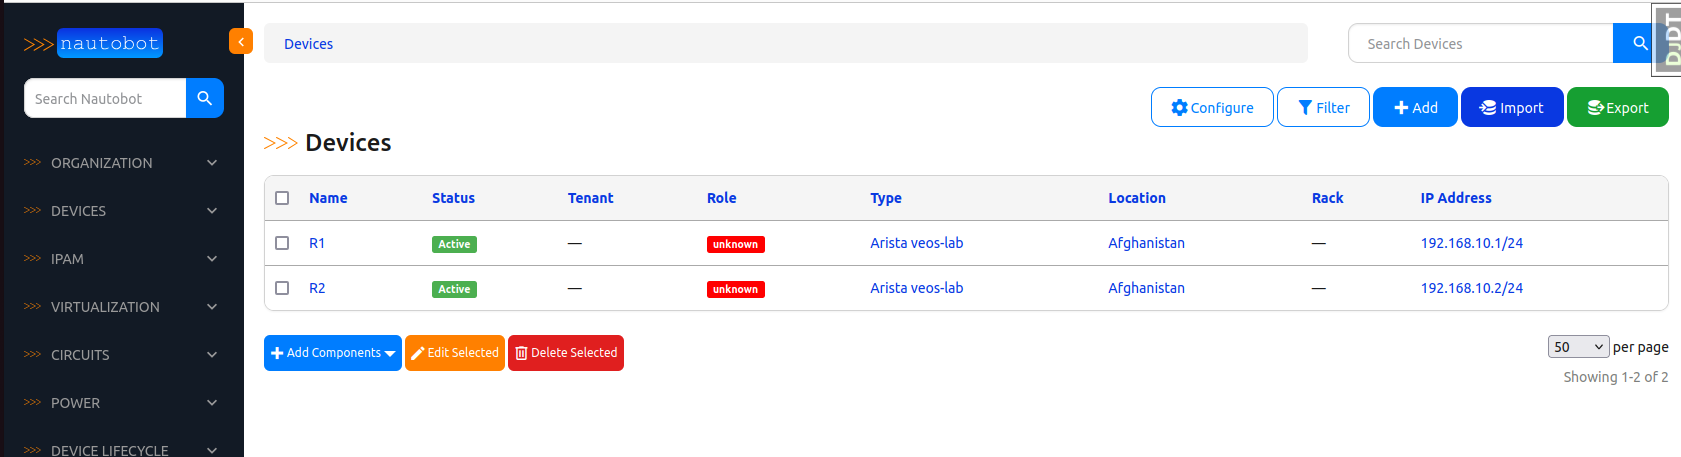 >>> nautobot
Devices
Search Devices
DJDT
Search Nautobot
Configure
Filter
Add
Import
Export
>>> Devices
>>> ORGANIZATION
>>> DEVICES
>>> IPAM
>>> VIRTUALIZATION
>>> CIRCUITS
>>> POWER
>>> DEVICE LIFECYCLE
Name Status Tenant Role Type Location Rack IP Address
R1 Active — unknown Arista veos-lab Afghanistan — 192.168.10.1/24
R2 Active — unknown Arista veos-lab Afghanistan — 192.168.10.2/24
Add Components
Edit Selected
Delete Selected
50 per page
Showing 1-2 of 2